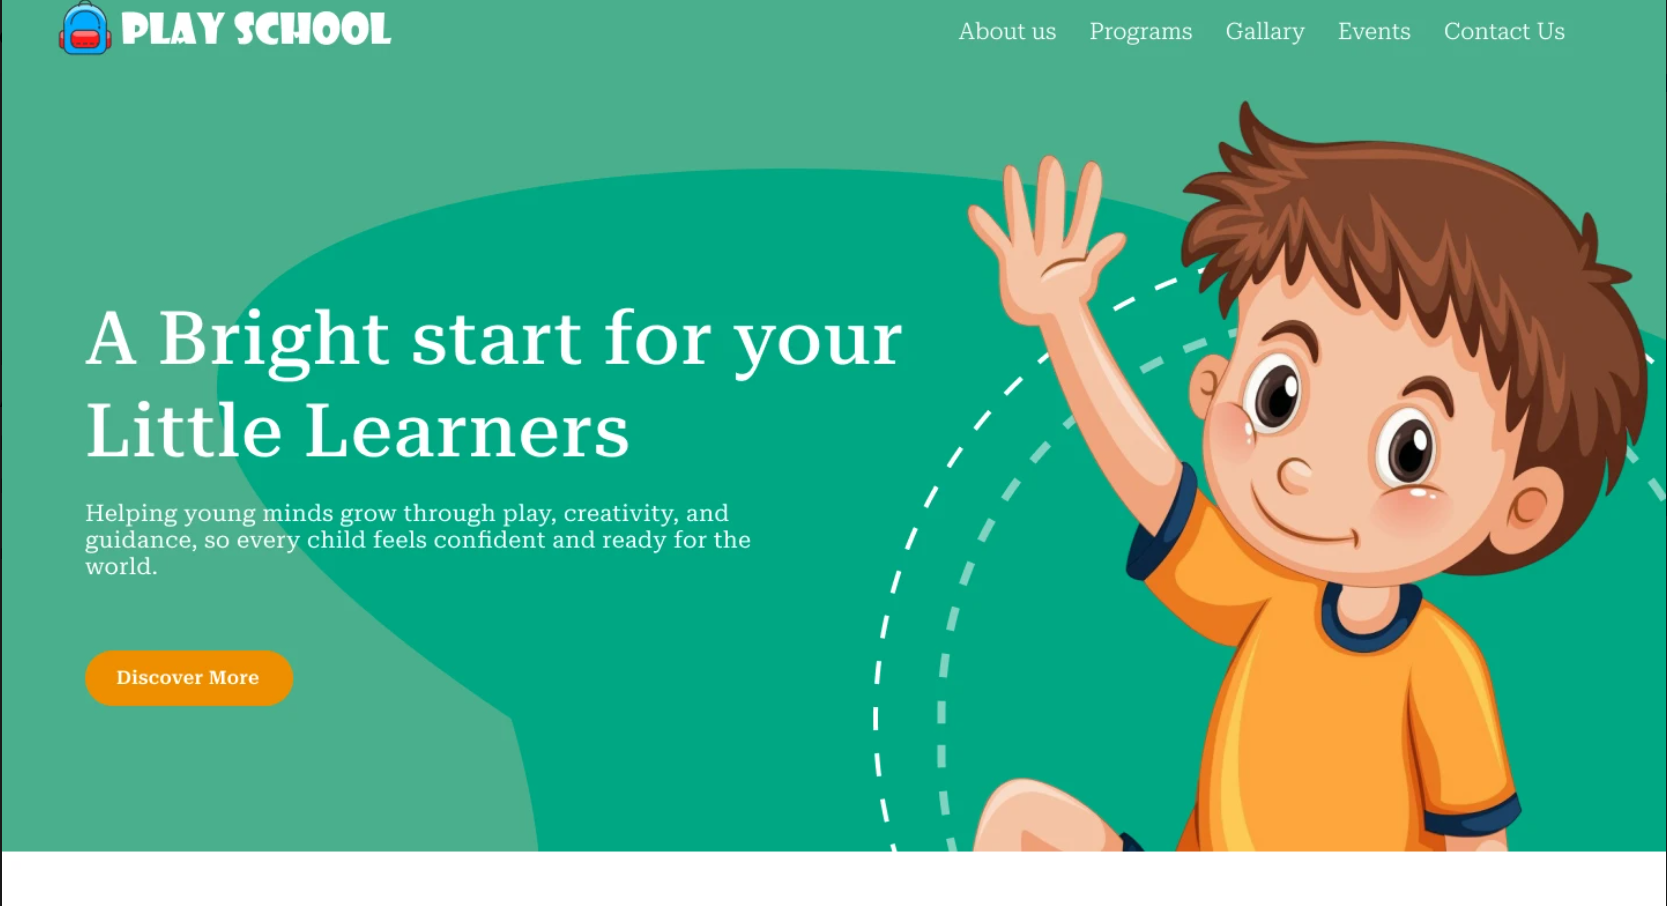 PLAY SCHOOL
About us Programs Gallary Events Contact Us
A Bright start for your
Little Learners
Helping young minds grow through play, creativity, and
guidance, so every child feels confident and ready for the
world.
Discover More